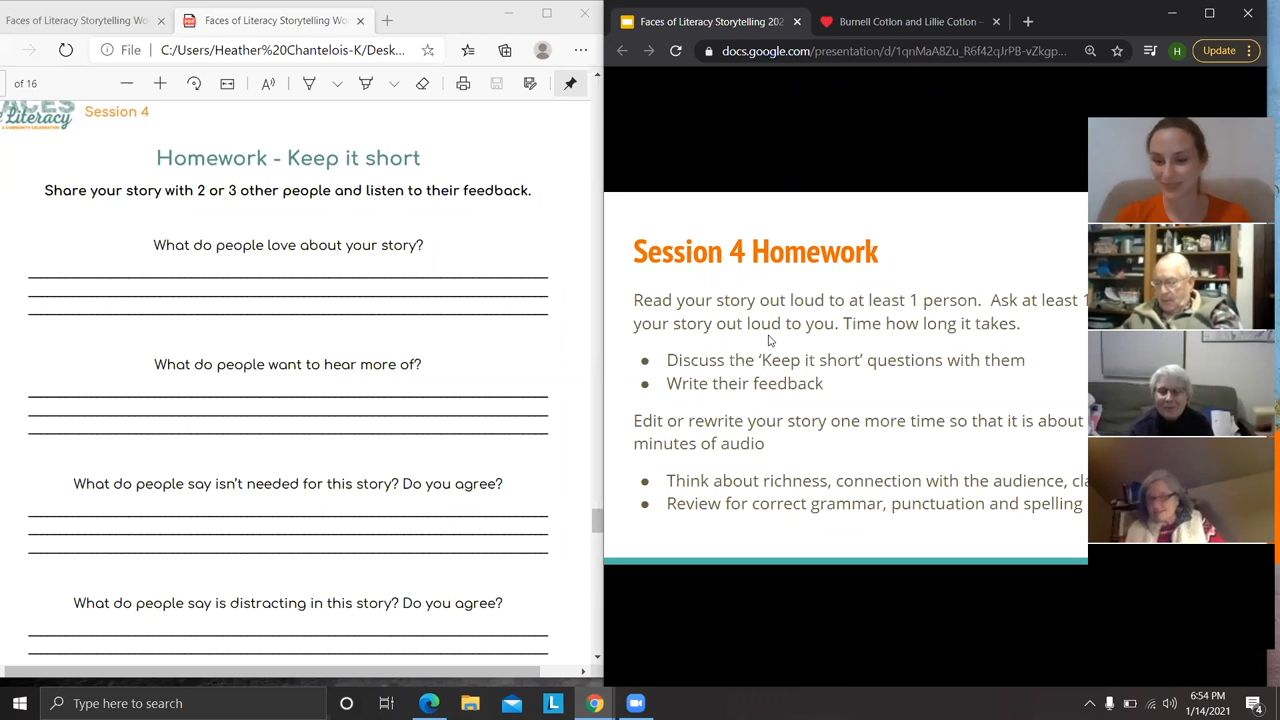 Faces of Literacy Storytelling Wo
Faces of Literacy Storytelling Wo
File
C:/Users/Heather%20Chantelois-K/Desk...
of 16
Literacy
Session 4
Homework - Keep it short
Share your story with 2 or 3 other people and listen to their feedback.
What do people love about your story?
What do people want to hear more of?
What do people say isn't needed for this story? Do you agree?
What do people say is distracting in this story? Do you agree?
Faces of Literacy Storytelling 202
Burnell Cotlon and Lillie Cotlon –
docs.google.com/presentation/d/1qnMaA8Zu_R6f42qJrPB-vZkgp...
H
Update
Session 4 Homework
Read your story out loud to at least 1 person. Ask at least 1
your story out loud to you. Time how long it takes.
● Discuss the ‘Keep it short’ questions with them
● Write their feedback
Edit or rewrite your story one more time so that it is about
minutes of audio
● Think about richness, connection with the audience, cla
● Review for correct grammar, punctuation and spelling
Type here to search
L
6:54 PM
1/14/2021
4